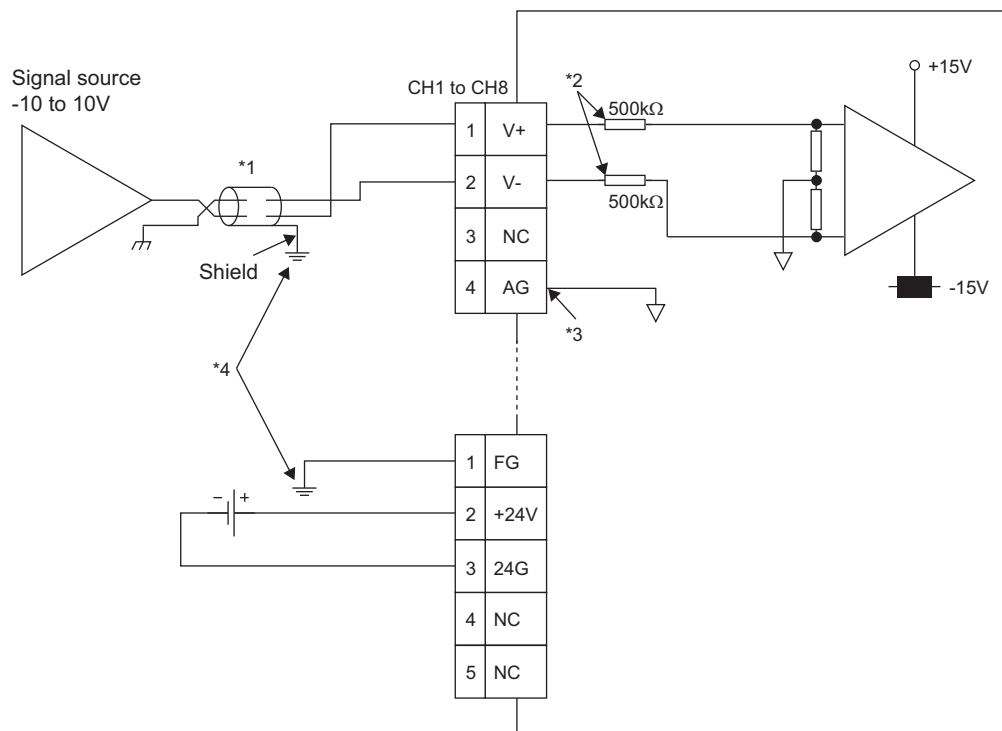 Signal source
-10 to 10V
*1
Shield
*4
CH1 to CH8
1 V+
2 V-
3 NC
4 AG
*2
500kΩ
500kΩ
*3
+15V
-15V
1 FG
2 +24V
3 24G
4 NC
5 NC
− +